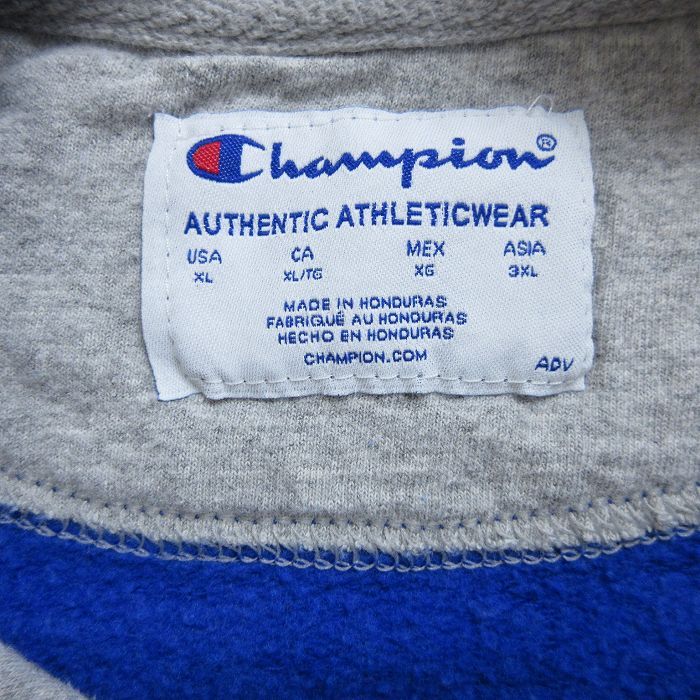 Champion®
AUTHENTIC ATHLETICWEAR
USA CA MEX ASIA
XL XL/TG XG 3XL
MADE IN HONDURAS
FABRIQUÉ AU HONDURAS
HECHO EN HONDURAS
CHAMPION.COM
ADV